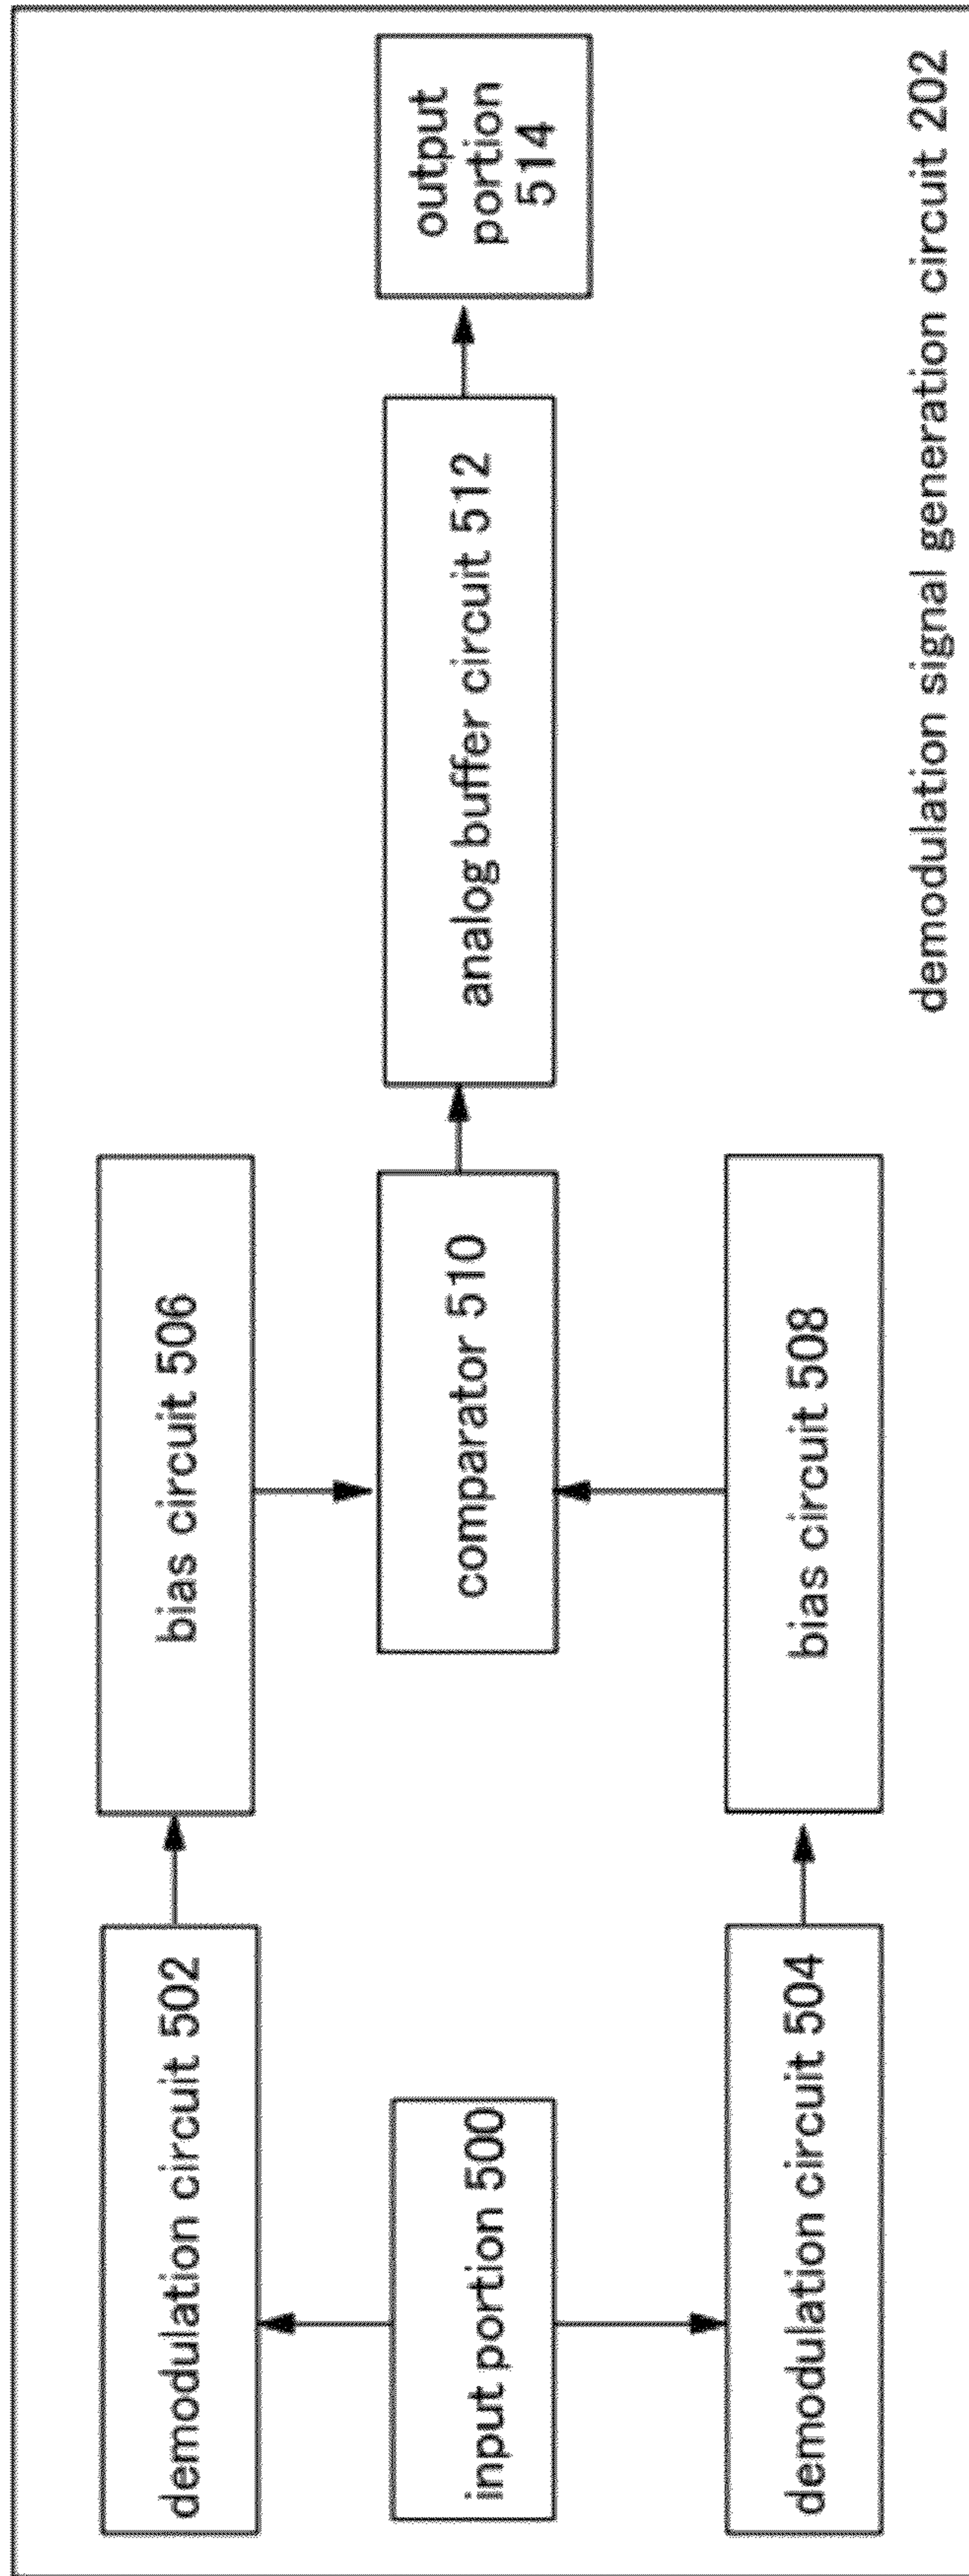 demodulation circuit 502
bias circuit 506
input portion 500
comparator 510
analog buffer circuit 512
output
portion
514
demodulation circuit 504
bias circuit 508
demodulation signal generation circuit 202